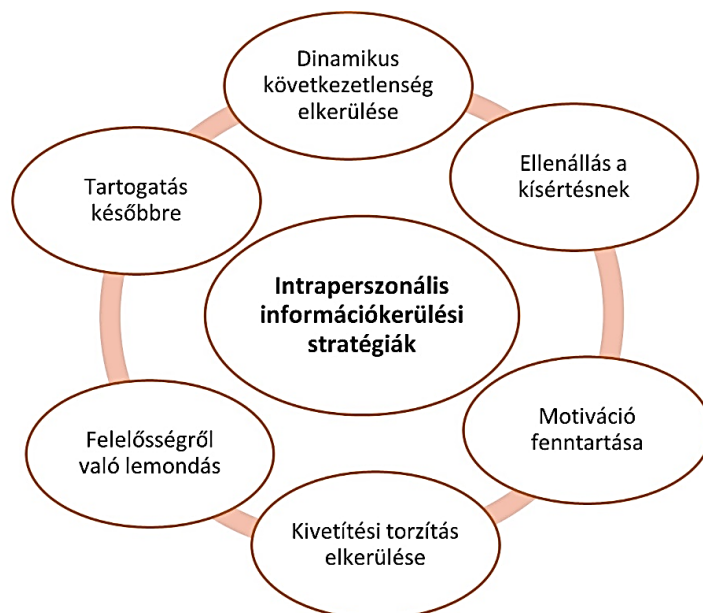 Dinamikus
következetlenség
elkerülése
Ellenállás a
kísértésnek
Motiváció
fenntartása
Kivetítési torzítás
elkerülése
Felelősségről
való lemondás
Tartogatás
későbbre
Intraperszonális
információkerülési
stratégiák